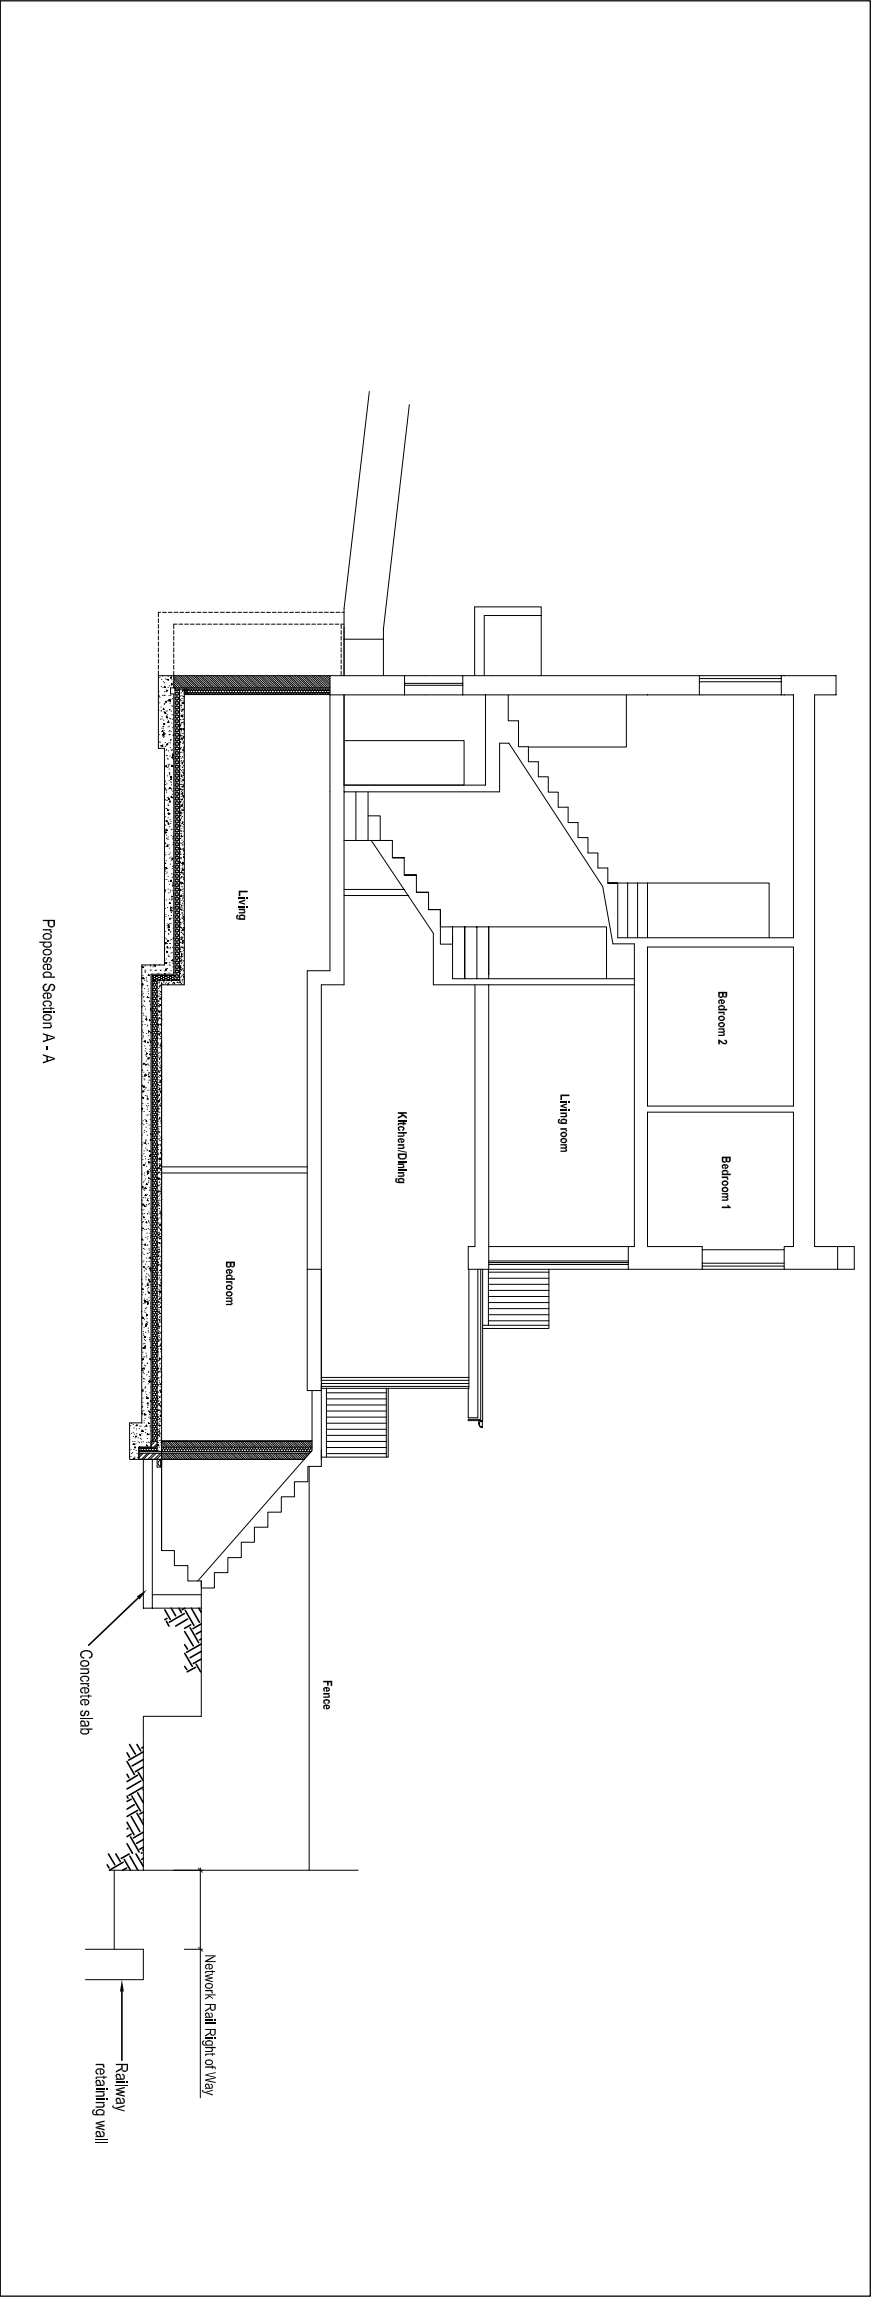 Bedroom 2
Bedroom 1
Living room
Kitchen/Dining
Living
Bedroom
Fence
Concrete slab
Network Rail Right of Way
Railway
retaining wall
Proposed Section A - A